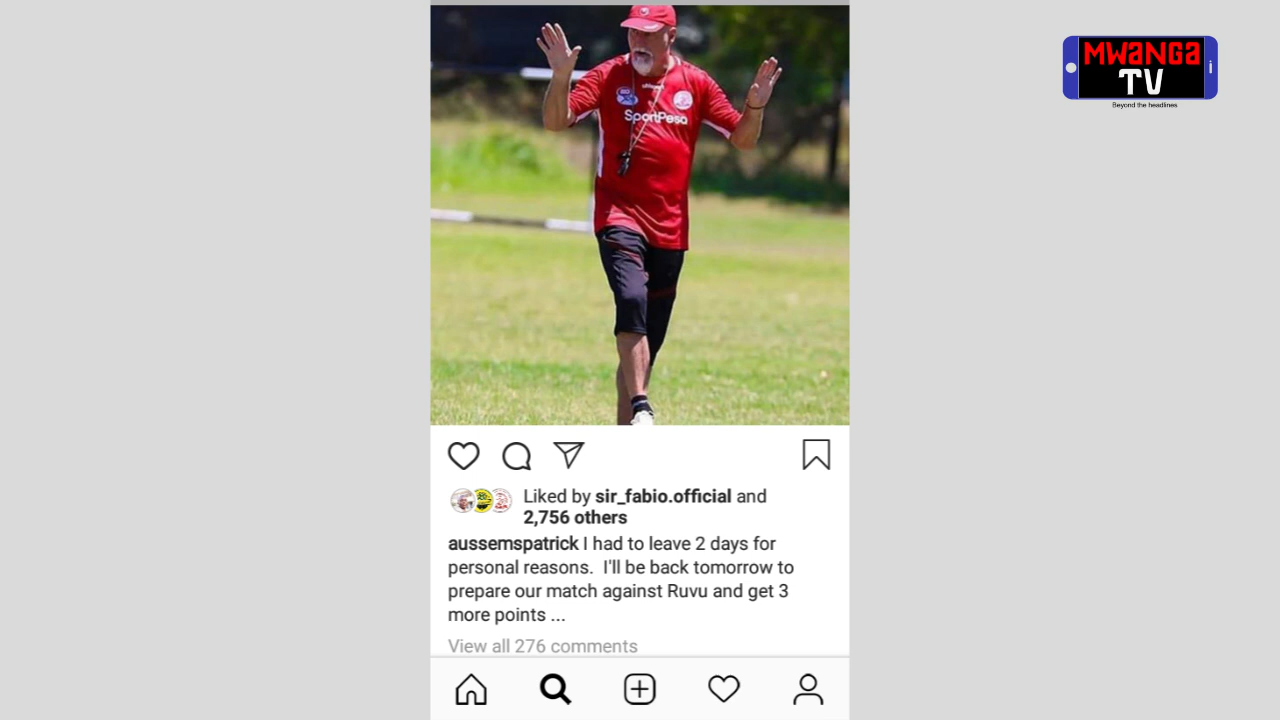 MWANGA
TV
Beyond the headlines
uhlsport
SportPesa
Liked by sir_fabio.official and
2,756 others
aussemspatrick I had to leave 2 days for
personal reasons.  I'll be back tomorrow to
prepare our match against Ruvu and get 3
more points ...
View all 276 comments